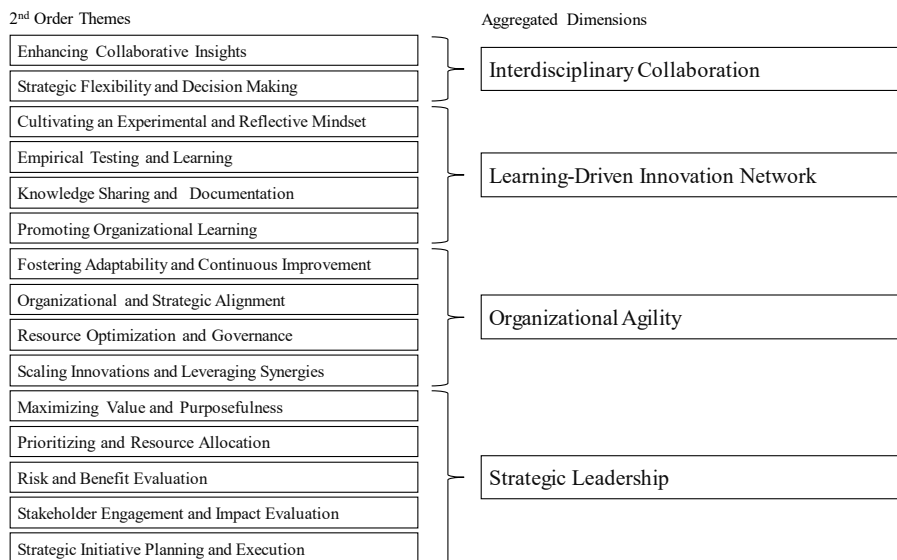 2nd Order Themes
Aggregated Dimensions
Enhancing Collaborative Insights
Strategic Flexibility and Decision Making
Interdisciplinary Collaboration
Cultivating an Experimental and Reflective Mindset
Empirical Testing and Learning
Knowledge Sharing and Documentation
Promoting Organizational Learning
Learning-Driven Innovation Network
Fostering Adaptability and Continuous Improvement
Organizational and Strategic Alignment
Resource Optimization and Governance
Scaling Innovations and Leveraging Synergies
Organizational Agility
Maximizing Value and Purposefulness
Prioritizing and Resource Allocation
Risk and Benefit Evaluation
Stakeholder Engagement and Impact Evaluation
Strategic Initiative Planning and Execution
Strategic Leadership